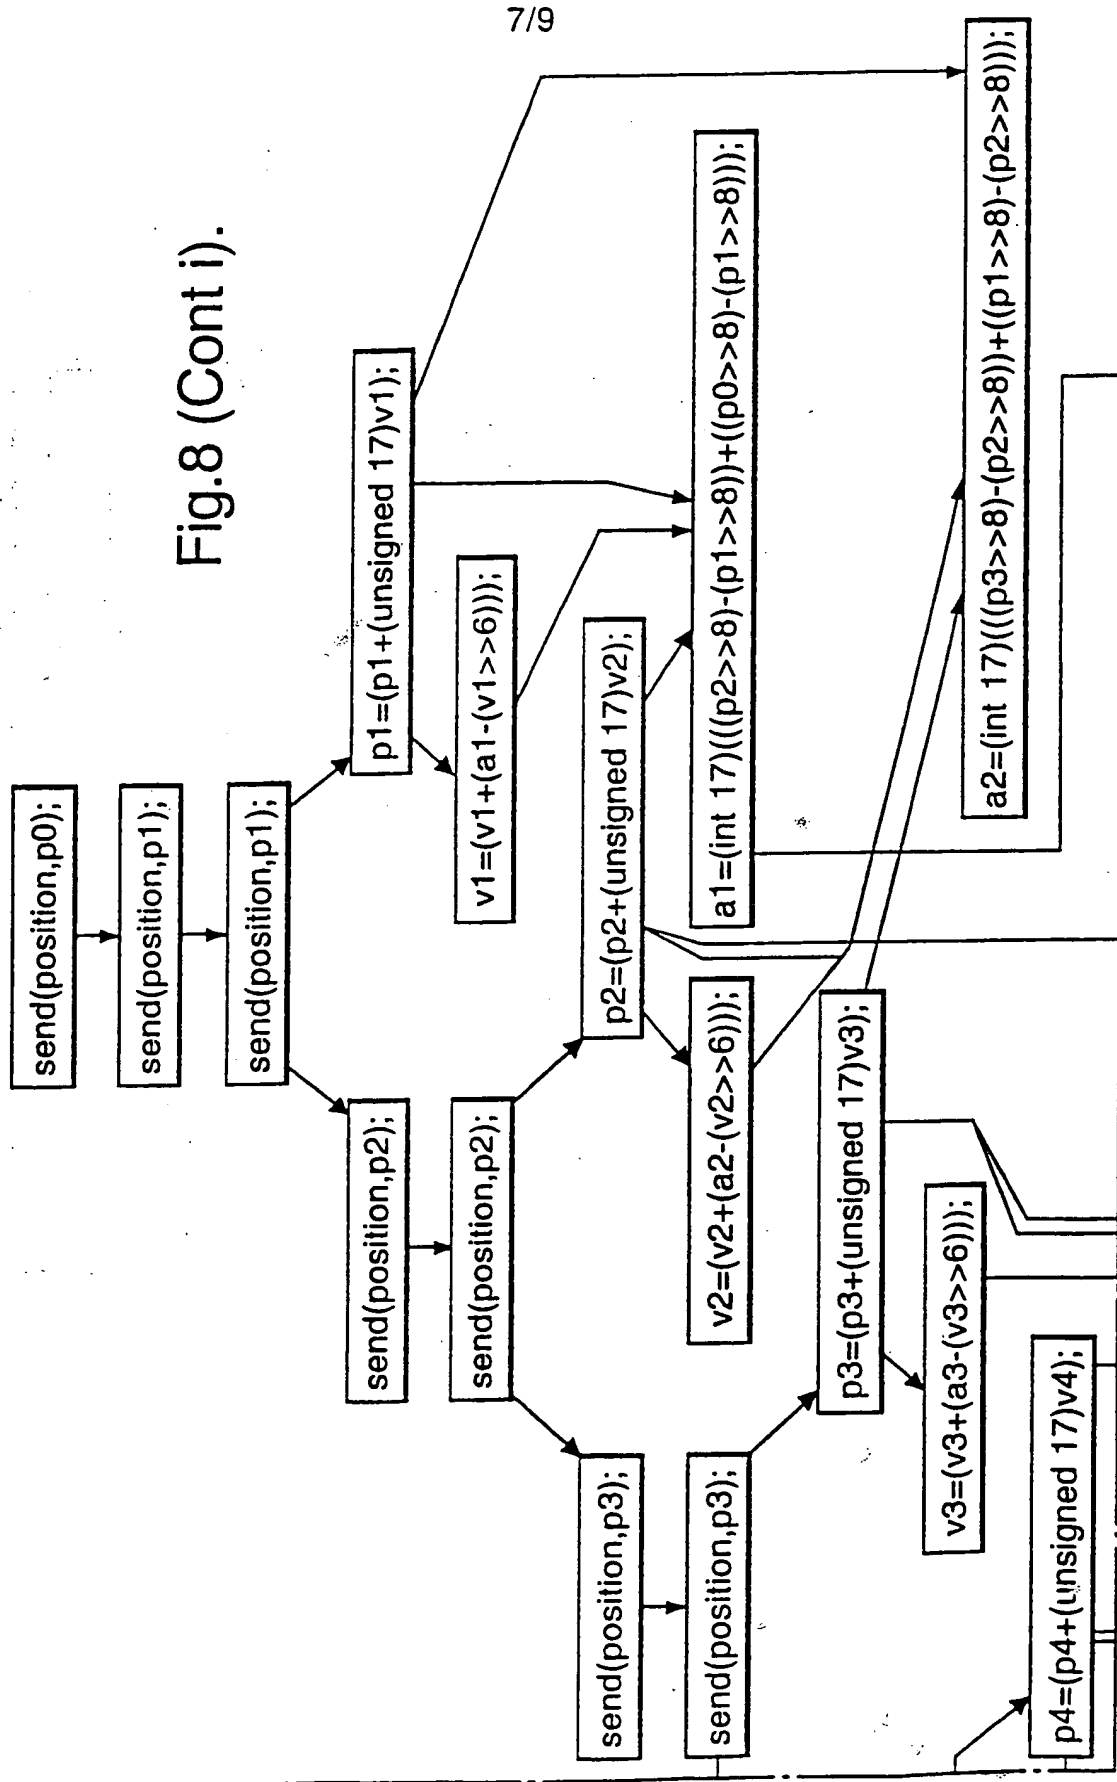 7/9
Fig.8 (Cont i).
send(position,p0);
send(position,p1);
send(position,p1);
send(position,p2);
p1=(p1+(unsigned 17)v1);
send(position,p2);
v1=(v1+(a1-(v1>>6)));
send(position,p3);
p2=(p2+(unsigned 17)v2);
send(position,p3);
v2=(v2+(a2-(v2>>6)));
a1=(int 17)(((p2>>8)-(p1>>8))+((p0>>8)-(p1>>8)));
p3=(p3+(unsigned 17)v3);
v3=(v3+(a3-(v3>>6)));
a2=(int 17)(((p3>>8)-(p2>>8))+((p1>>8)-(p2>>8)));
p4=(p4+(unsigned 17)v4);